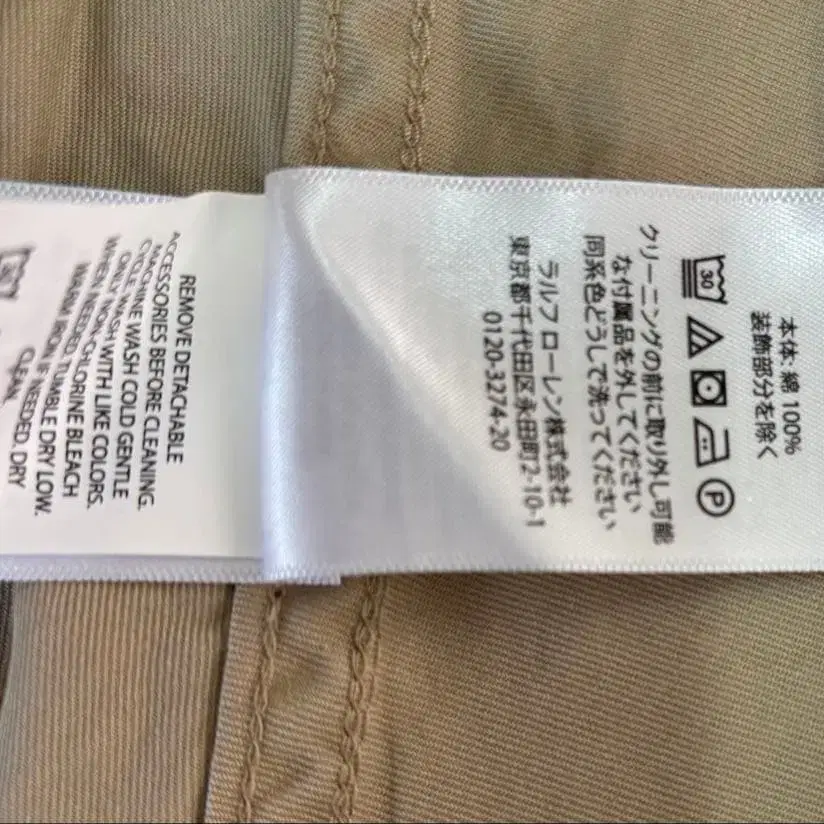 REMOVE DETACHABLE
ACCESSORIES BEFORE CLEANING.
MACHINE WASH COLD GENTLE
CYCLE. WASH WITH LIKE COLORS.
ONLY NON-CHLORINE BLEACH
WHEN NEEDED. TUMBLE DRY LOW.
WARM IRON IF NEEDED. DRY
CLEAN.
本体: 綿 100%
装飾部分を除く
30
P
クリーニングの前に取り外し可能
な付属品を外してください
同系色どうしで洗ってください
ラルフ ローレン株式会社
東京都千代田区永田町2-10-1
0120-3274-20